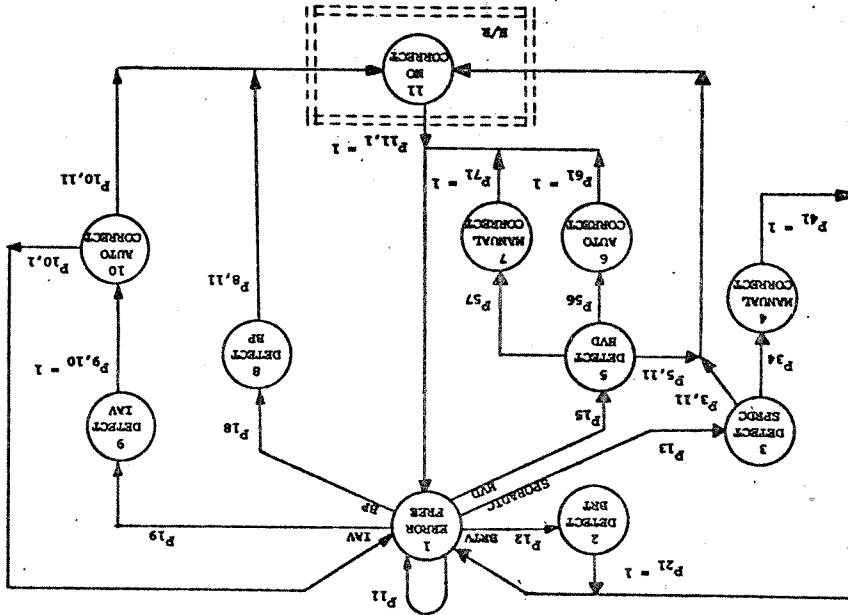 P11
P21 = 1
2
DETECT
BRT
P12
BRTV
1
ERROR
FREE
IAV
P19
SPORADIC
HVD
BP
P13
P15
P18
3
DETECT
SPRDC
9
DETECT
IAV
P3,11
P34
P5,11
5
DETECT
HVD
8
DETECT
BP
P9,10 = 1
4
MANUAL
CORRECT
P56
P57
P8,11
P10,1
P41 = 1
6
AUTO
CORRECT
7
MANUAL
CORRECT
10
AUTO
CORRECT
P61 = 1
P71 = 1
P10,11
P11,1 = 1
11
NO
CORRECT
H/R